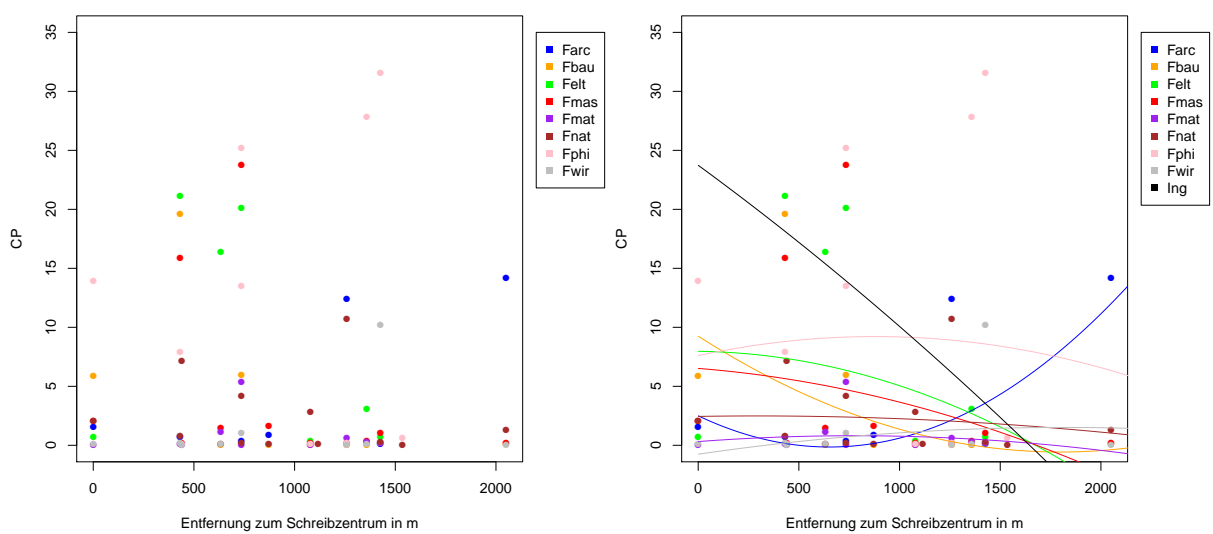 35
30
25
20
15
10
5
0
CP
0 500 1000 1500 2000
Entfernung zum Schreibzentrum in m
Farc
Fbau
Felt
Fmas
Fmat
Fnat
Fphi
Fwir
35
30
25
20
15
10
5
0
CP
0 500 1000 1500 2000
Entfernung zum Schreibzentrum in m
Farc
Fbau
Felt
Fmas
Fmat
Fnat
Fphi
Fwir
Ing